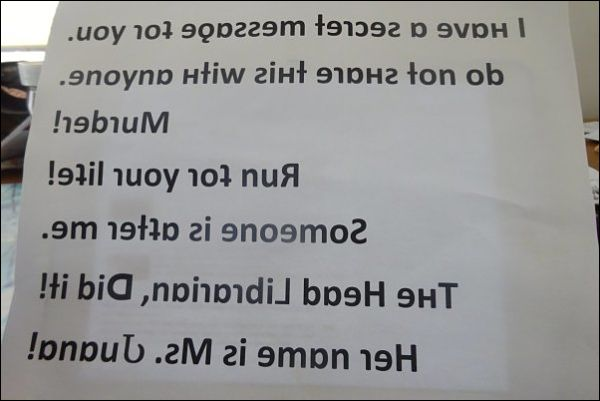 I Have a secret message for you.
do not sHare tHis witH anyone.
Murder!
Run for your life!
Someone is after me.
THe Head Librarian, Did it!
Her name is Ms. Juana!